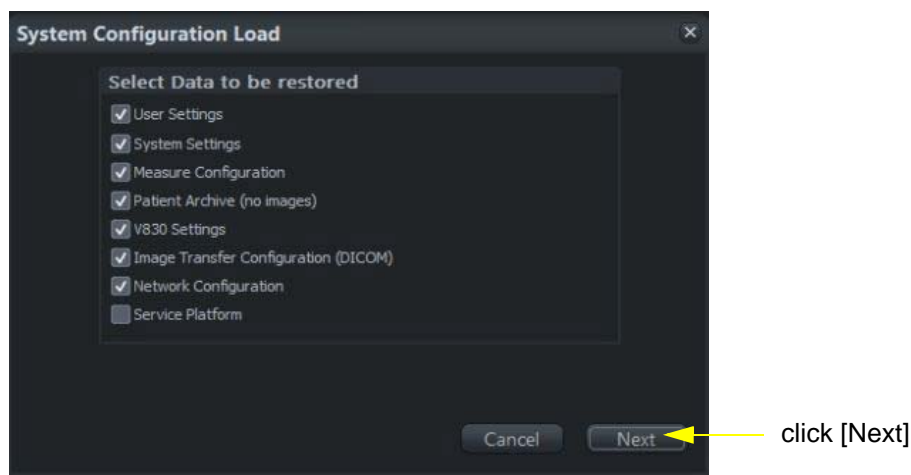 System Configuration Load
Select Data to be restored
User Settings
System Settings
Measure Configuration
Patient Archive (no images)
V830 Settings
Image Transfer Configuration (DICOM)
Network Configuration
Service Platform
Cancel
Next
click [Next]